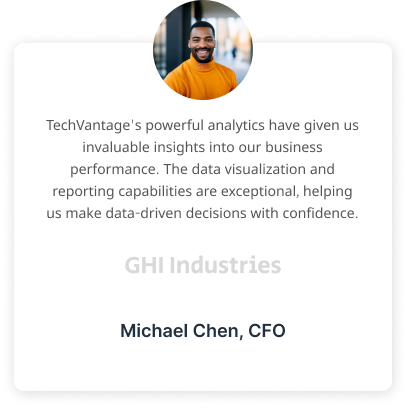 TechVantage's powerful analytics have given us
invaluable insights into our business
performance. The data visualization and
reporting capabilities are exceptional, helping
us make data-driven decisions with confidence.
GHI Industries
Michael Chen, CFO